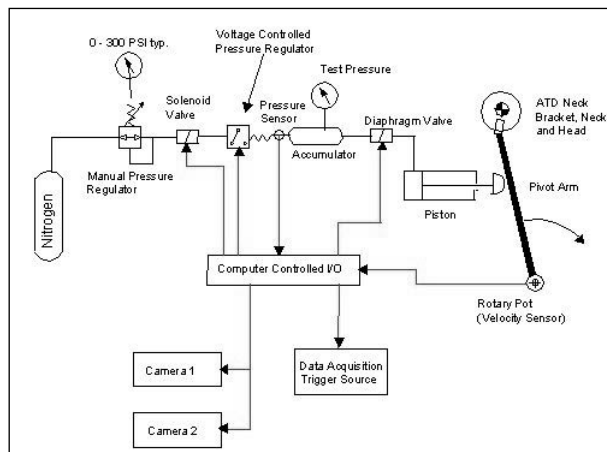 0 - 300 PSI typ.
Voltage Controlled
Pressure Regulator
Test Pressure
Solenoid
Valve
Pressure
Sensor
Diaphragm Valve
ATD Neck
Bracket, Neck
and Head
Manual Pressure
Regulator
Accumulator
Nitrogen
Piston
Pivot Arm
Computer Controlled I/O
Rotary Pot
(Velocity Sensor)
Camera 1
Data Acquisition
Trigger Source
Camera 2